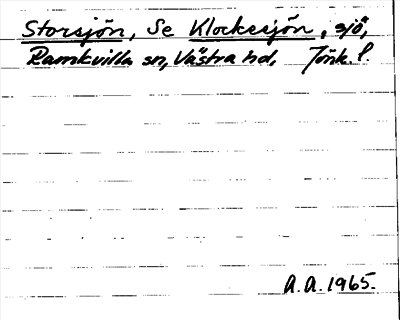 Storsjön, Se Klockesjön, sjö,
Ramkvilla sn, Västra hd, Jönk. l.
A.A. 1965.